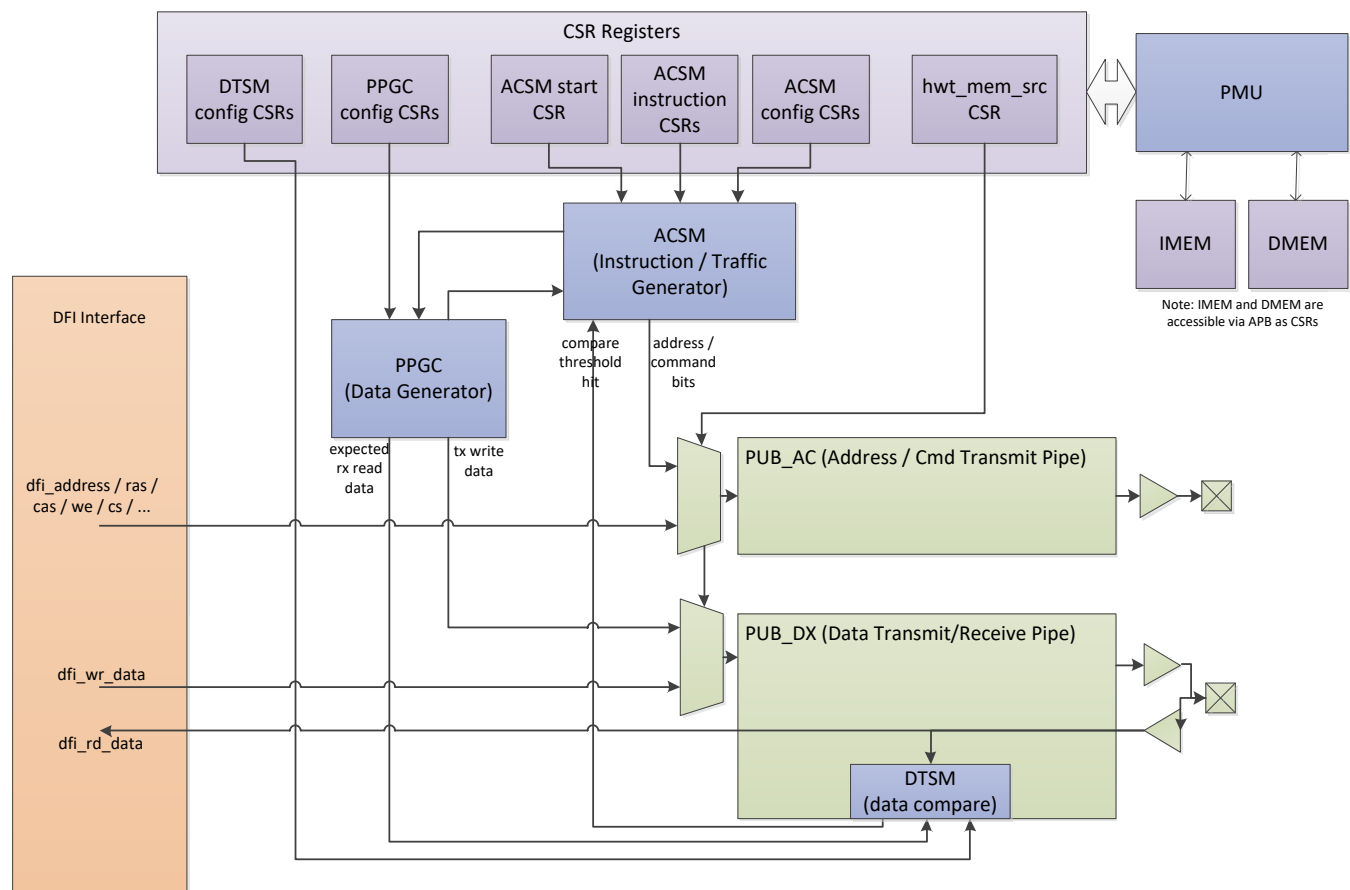 CSR Registers
DTSM
config CSRs
PPGC
config CSRs
ACSM start
CSR
ACSM
instruction
CSRs
ACSM
config CSRs
hwt_mem_src
CSR
PMU
IMEM
DMEM
Note: IMEM and DMEM are
accessible via APB as CSRs
ACSM
(Instruction / Traffic
Generator)
DFI Interface
PPGC
(Data Generator)
compare
threshold
hit
address /
command
bits
expected
rx read
data
tx write
data
PUB_AC (Address / Cmd Transmit Pipe)
dfi_address / ras /
cas / we / cs / ...
PUB_DX (Data Transmit/Receive Pipe)
dfi_wr_data
dfi_rd_data
DTSM
(data compare)